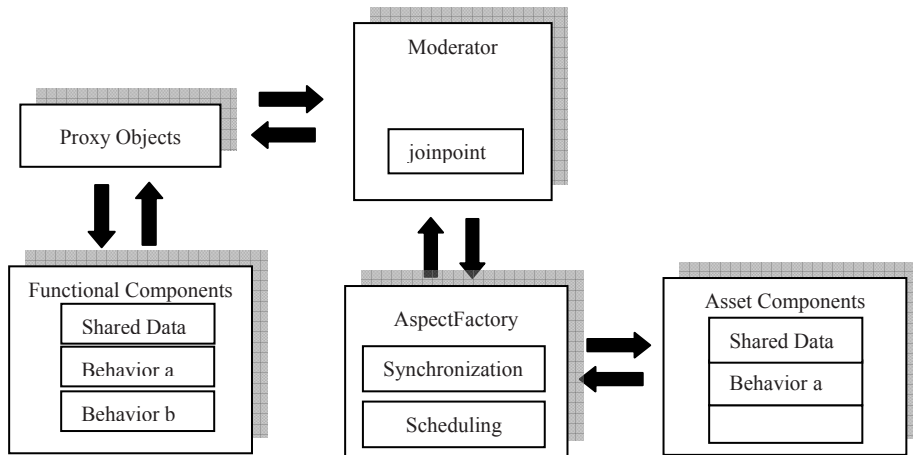 Moderator
Proxy Objects
joinpoint
Functional Components
Shared Data
Behavior a
Behavior b
AspectFactory
Synchronization
Scheduling
Asset Components
Shared Data
Behavior a